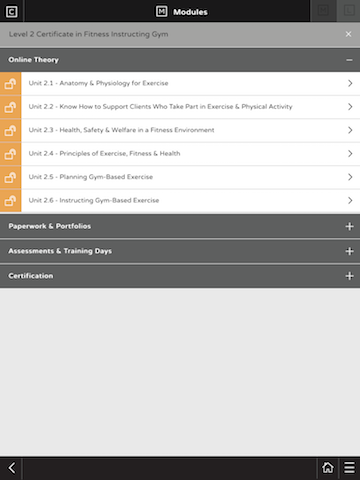 C
M Modules
Level 2 Certificate in Fitness Instructing Gym
Online Theory
Unit 2.1 - Anatomy & Physiology for Exercise
Unit 2.2 - Know How to Support Clients Who Take Part in Exercise & Physical Activity
Unit 2.3 - Health, Safety & Welfare in a Fitness Environment
Unit 2.4 - Principles of Exercise, Fitness & Health
Unit 2.5 - Planning Gym-Based Exercise
Unit 2.6 - Instructing Gym-Based Exercise
Paperwork & Portfolios
Assessments & Training Days
Certification